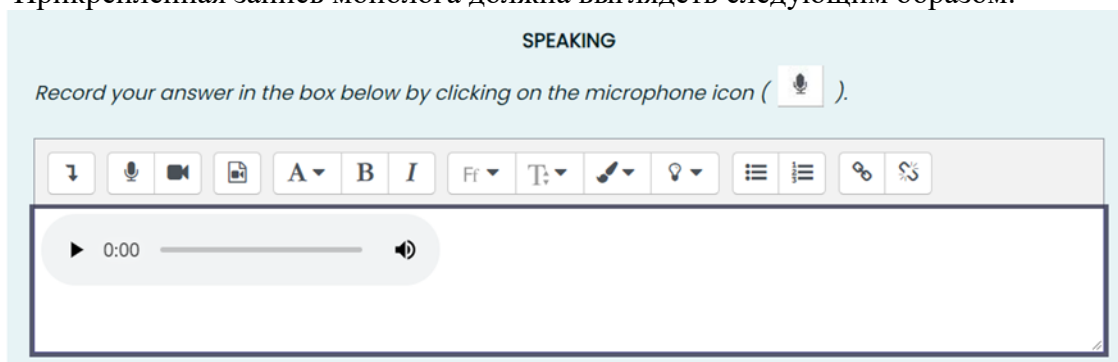 Прикрепленная запись монолога должна выглядеть следующим образом:
SPEAKING
Record your answer in the box below by clicking on the microphone icon ( ).
A B I Ff T
0:00